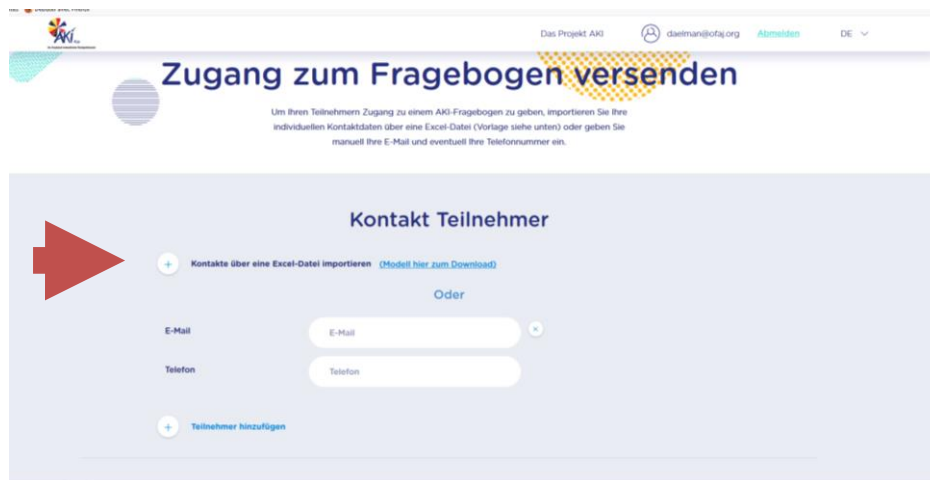 AKI
Das Projekt AKI
daelman@ofaj.org
Abmelden
DE
Zugang zum Fragebogen versenden
Um Ihren Teilnehmern Zugang zu einem AKI-Fragebogen zu geben, importieren Sie Ihre
individuellen Kontaktdaten über eine Excel-Datei (Vorlage siehe unten) oder geben Sie
manuell Ihre E-Mail und eventuell Ihre Telefonnummer ein.
Kontakt Teilnehmer
+ Kontakte über eine Excel-Datei importieren (Modell hier zum Download)
Oder
E-Mail
E-Mail
Telefon
Telefon
+ Teilnehmer hinzufügen